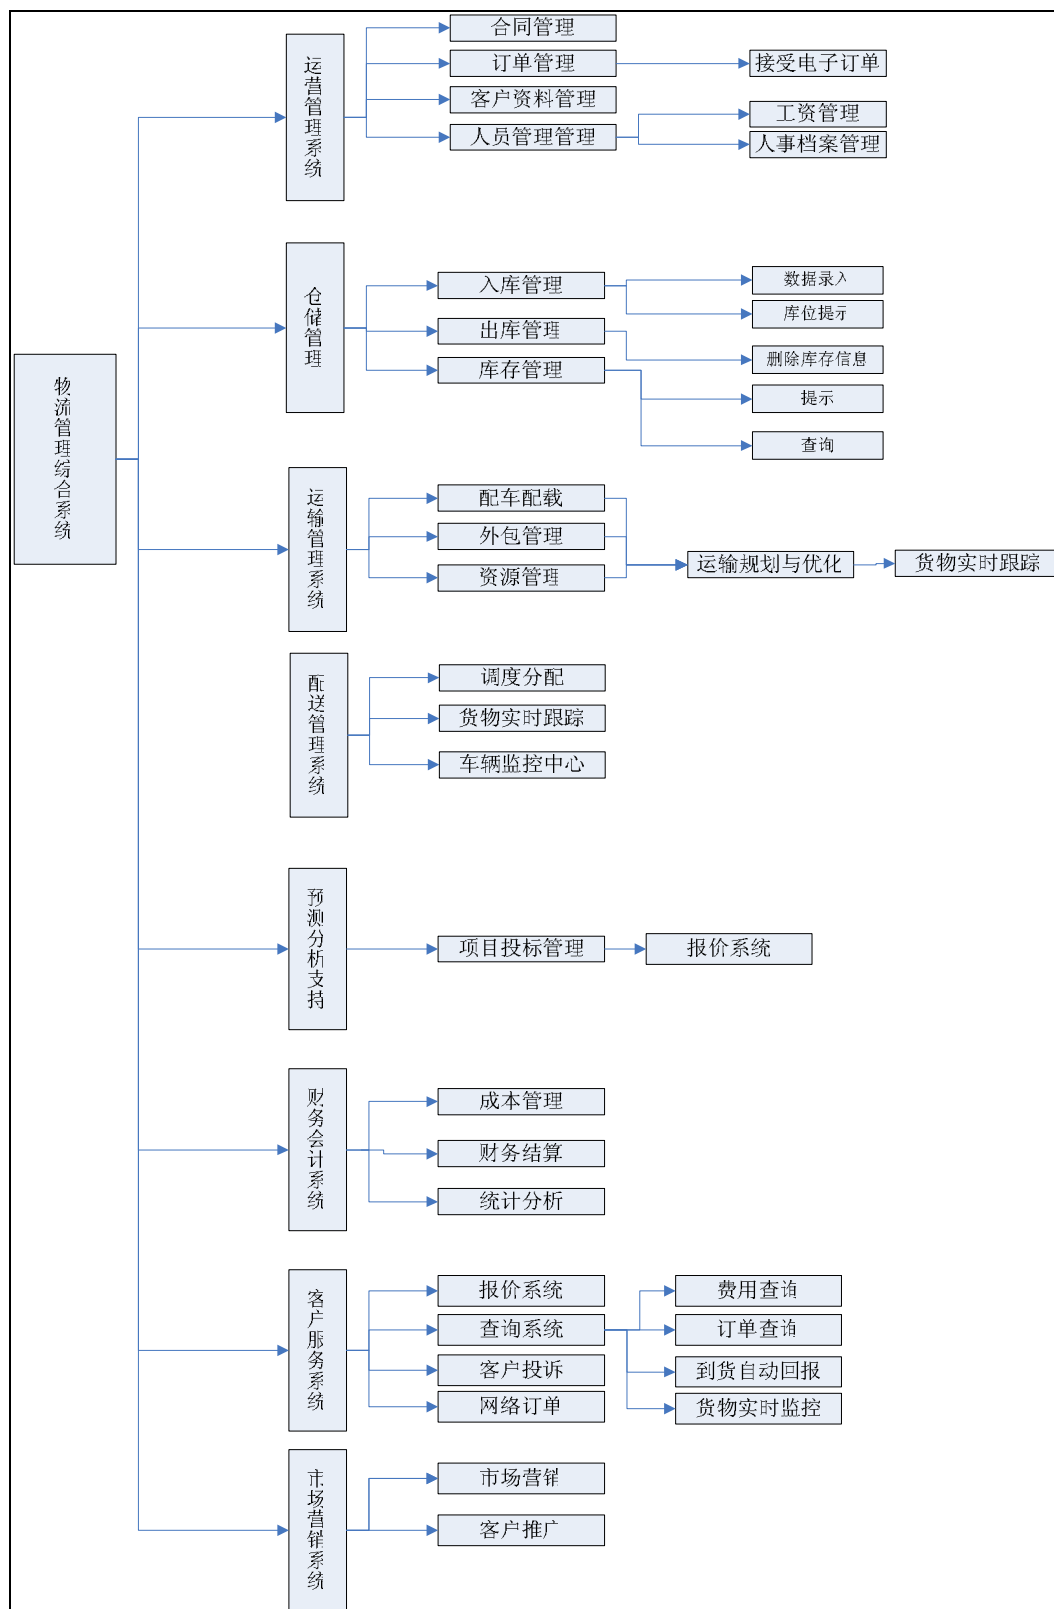 物流管理综合系统
运营管理系统
合同管理
订单管理
接受电子订单
客户资料管理
人员管理管理
工资管理
人事档案管理
仓储管理
入库管理
数据录入
库位提示
出库管理
删除库存信息
库存管理
提示
查询
运输管理系统
配车配载
外包管理
资源管理
运输规划与优化
货物实时跟踪
配送管理系统
调度分配
货物实时跟踪
车辆监控中心
预测分析支持
项目投标管理
报价系统
财务会计系统
成本管理
财务结算
统计分析
客户服务系统
报价系统
查询系统
费用查询
订单查询
到货自动回报
货物实时监控
客户投诉
网络订单
市场营销系统
市场营销
客户推广